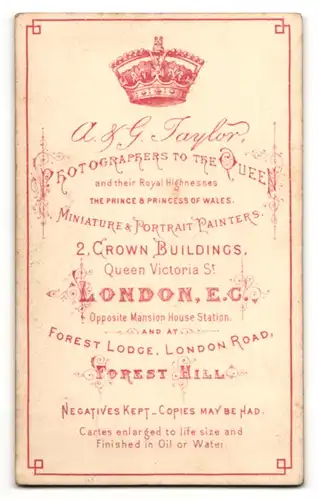 A. & G. Taylor,
PHOTOGRAPHERS TO THE QUEEN
and their Royal Highnesses
THE PRINCE & PRINCESS OF WALES.
MINIATURE & PORTRAIT PAINTERS.
2, CROWN BUILDINGS,
Queen Victoria St
LONDON, E.C.,
Opposite Mansion House Station.
AND AT
FOREST LODGE, LONDON ROAD,
FOREST HILL
NEGATIVES KEPT_COPIES MAY BE HAD.
Cartes enlarged to life size and
Finished in Oil or Water